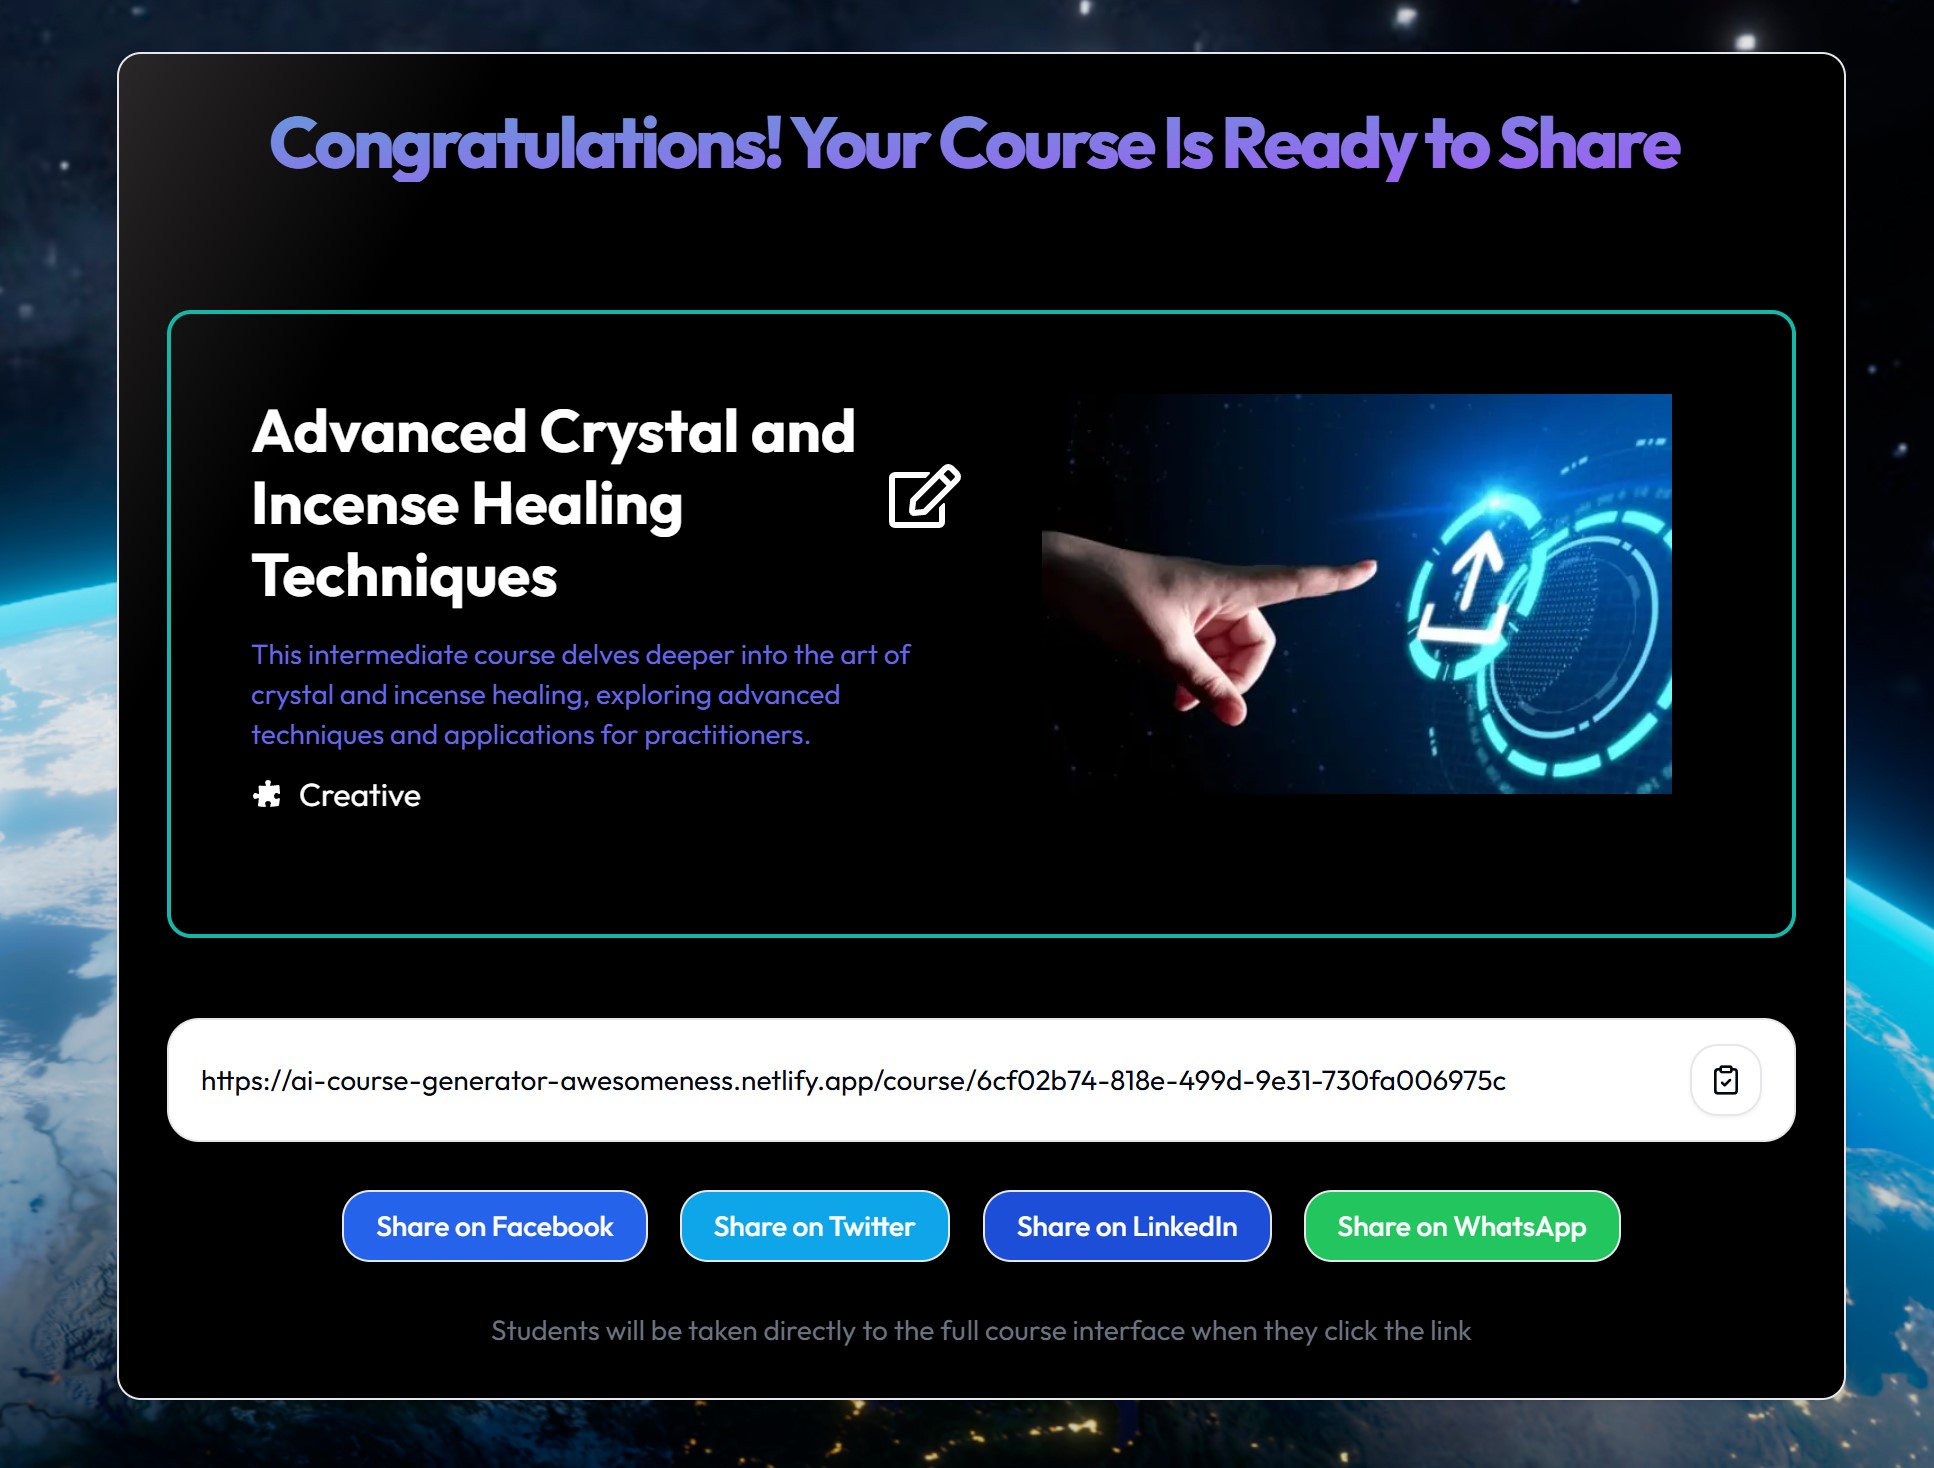 Congratulations! Your Course Is Ready to Share
Advanced Crystal and
Incense Healing
Techniques
This intermediate course delves deeper into the art of
crystal and incense healing, exploring advanced
techniques and applications for practitioners.
Creative
https://ai-course-generator-awesomeness.netlify.app/course/6cf02b74-818e-499d-9e31-730fa006975c
Share on Facebook
Share on Twitter
Share on LinkedIn
Share on WhatsApp
Students will be taken directly to the full course interface when they click the link